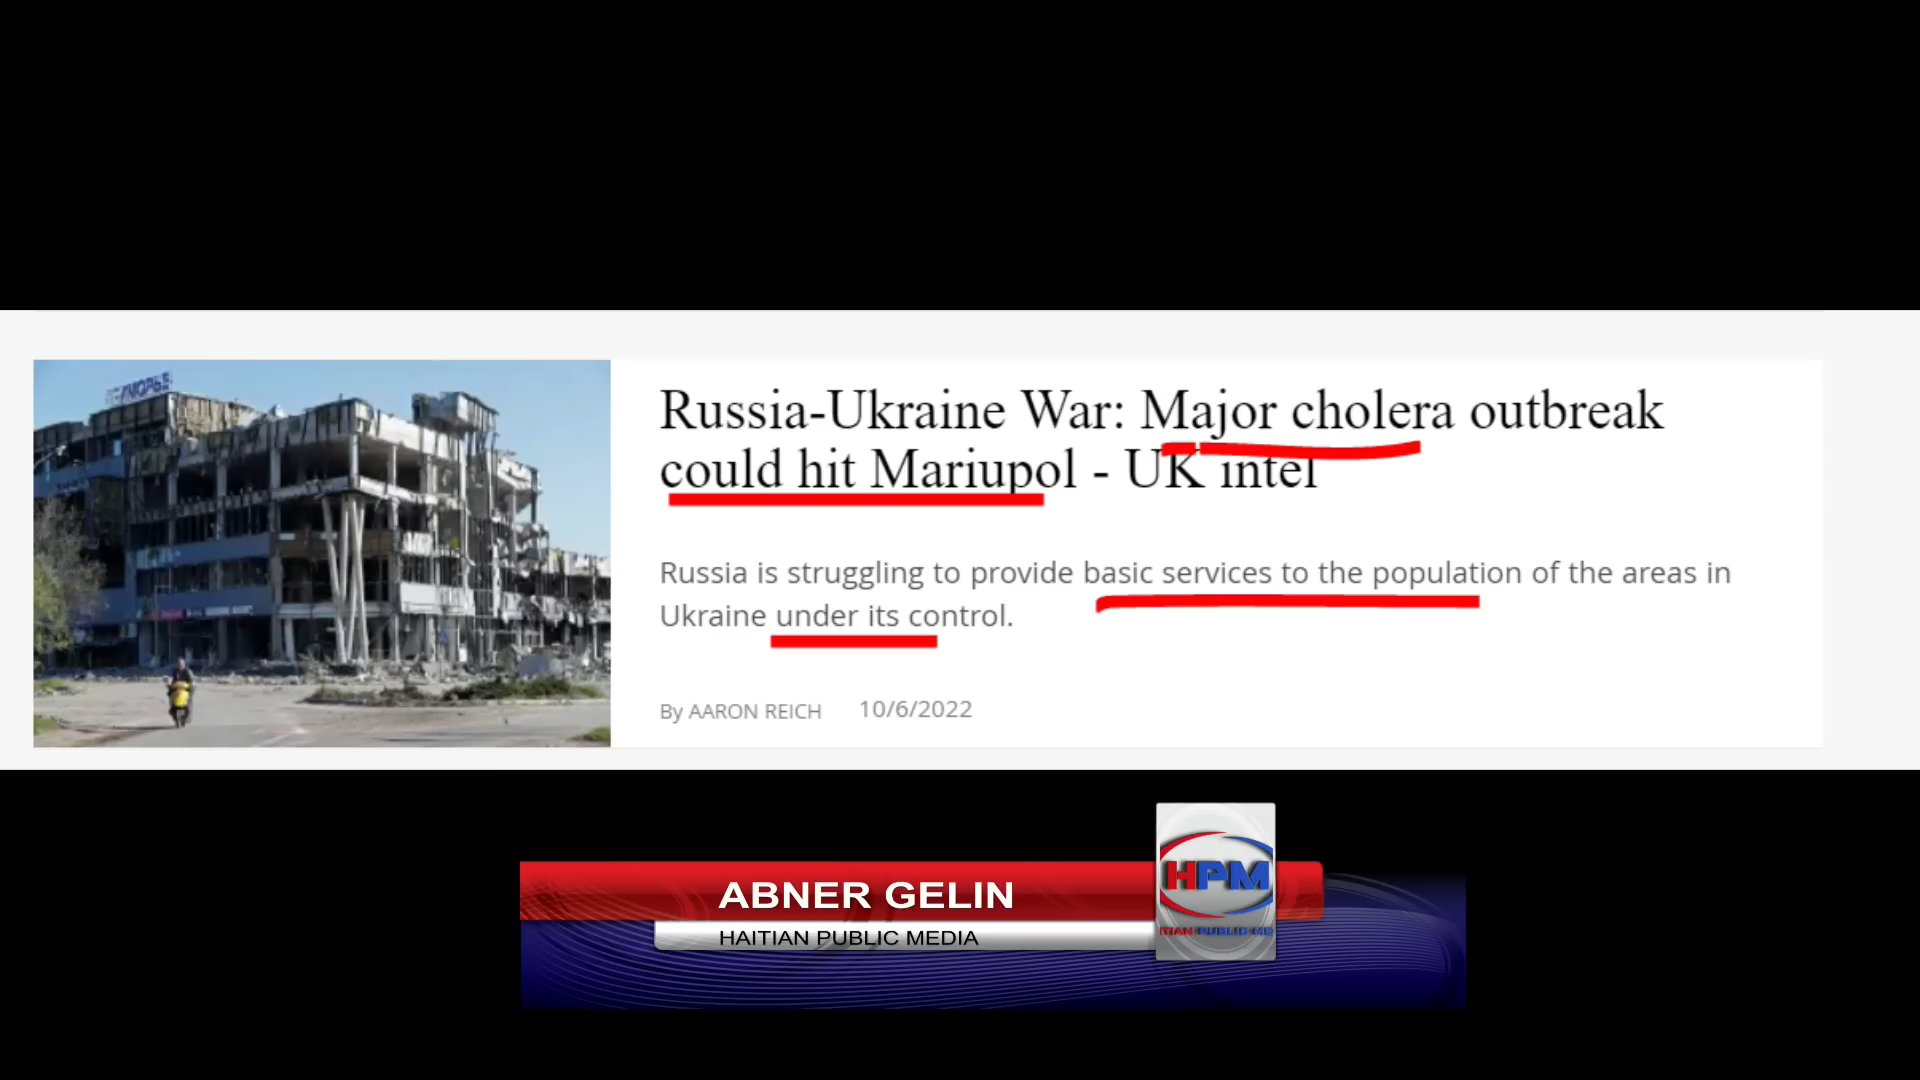 Russia-Ukraine War: Major cholera outbreak
could hit Mariupol - UK intel
Russia is struggling to provide basic services to the population of the areas in
Ukraine under its control.
By AARON REICH 10/6/2022
ABNER GELIN
HAITIAN PUBLIC MEDIA
HPM